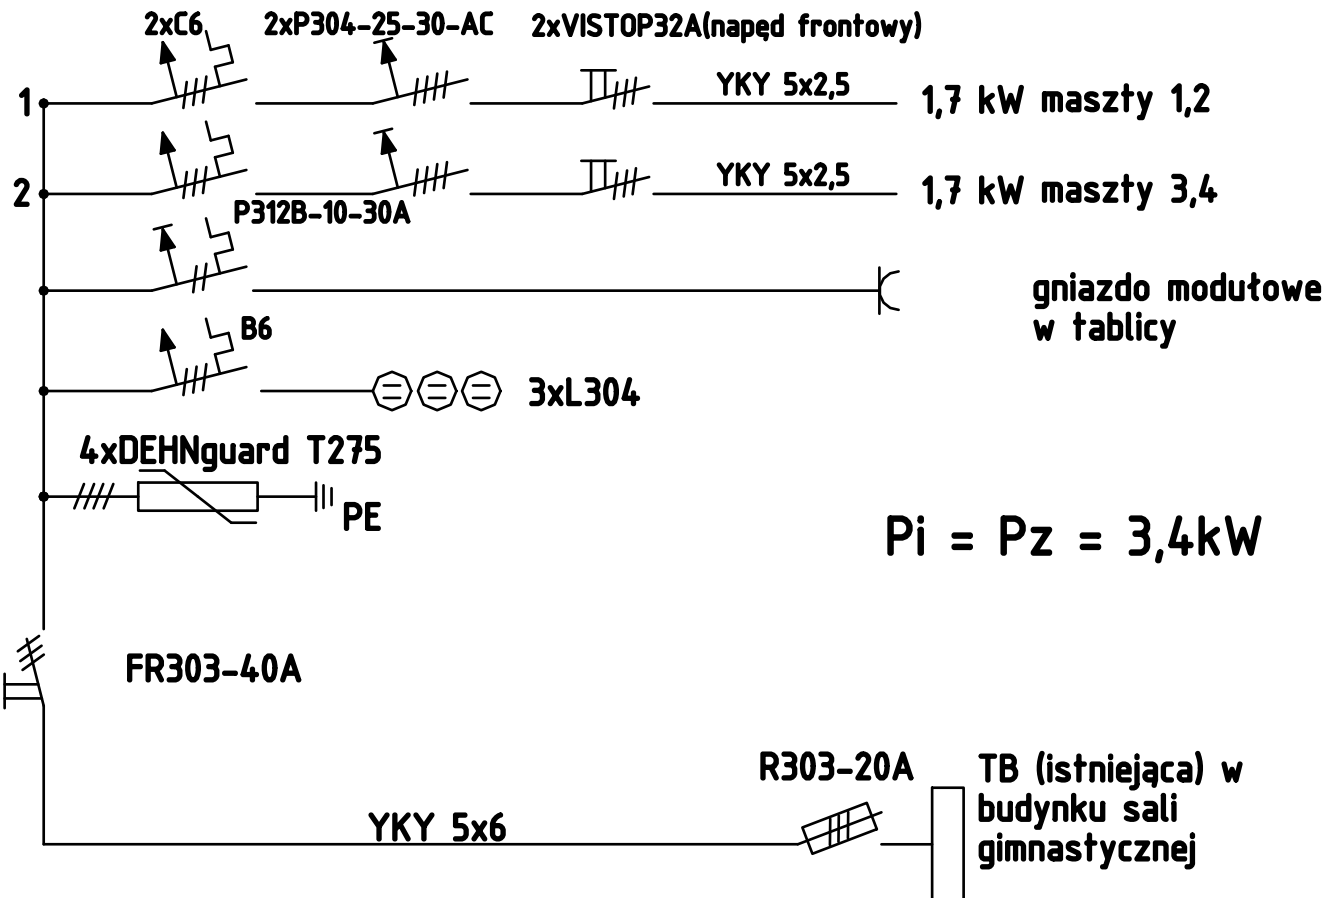 2xC6 2xP304-25-30-AC 2xVISTOP32A(napęd frontowy)
1 YKY 5x2,5 1,7 kW maszty 1,2
2 YKY 5x2,5 1,7 kW maszty 3,4
P312B-10-30A
gniazdo modułowe
w tablicy
B6
3xL304
4xDEHNguard T275
PE
Pi = Pz = 3,4kW
FR303-40A
R303-20A
TB (istniejąca) w
budynku sali
gimnastycznej
YKY 5x6